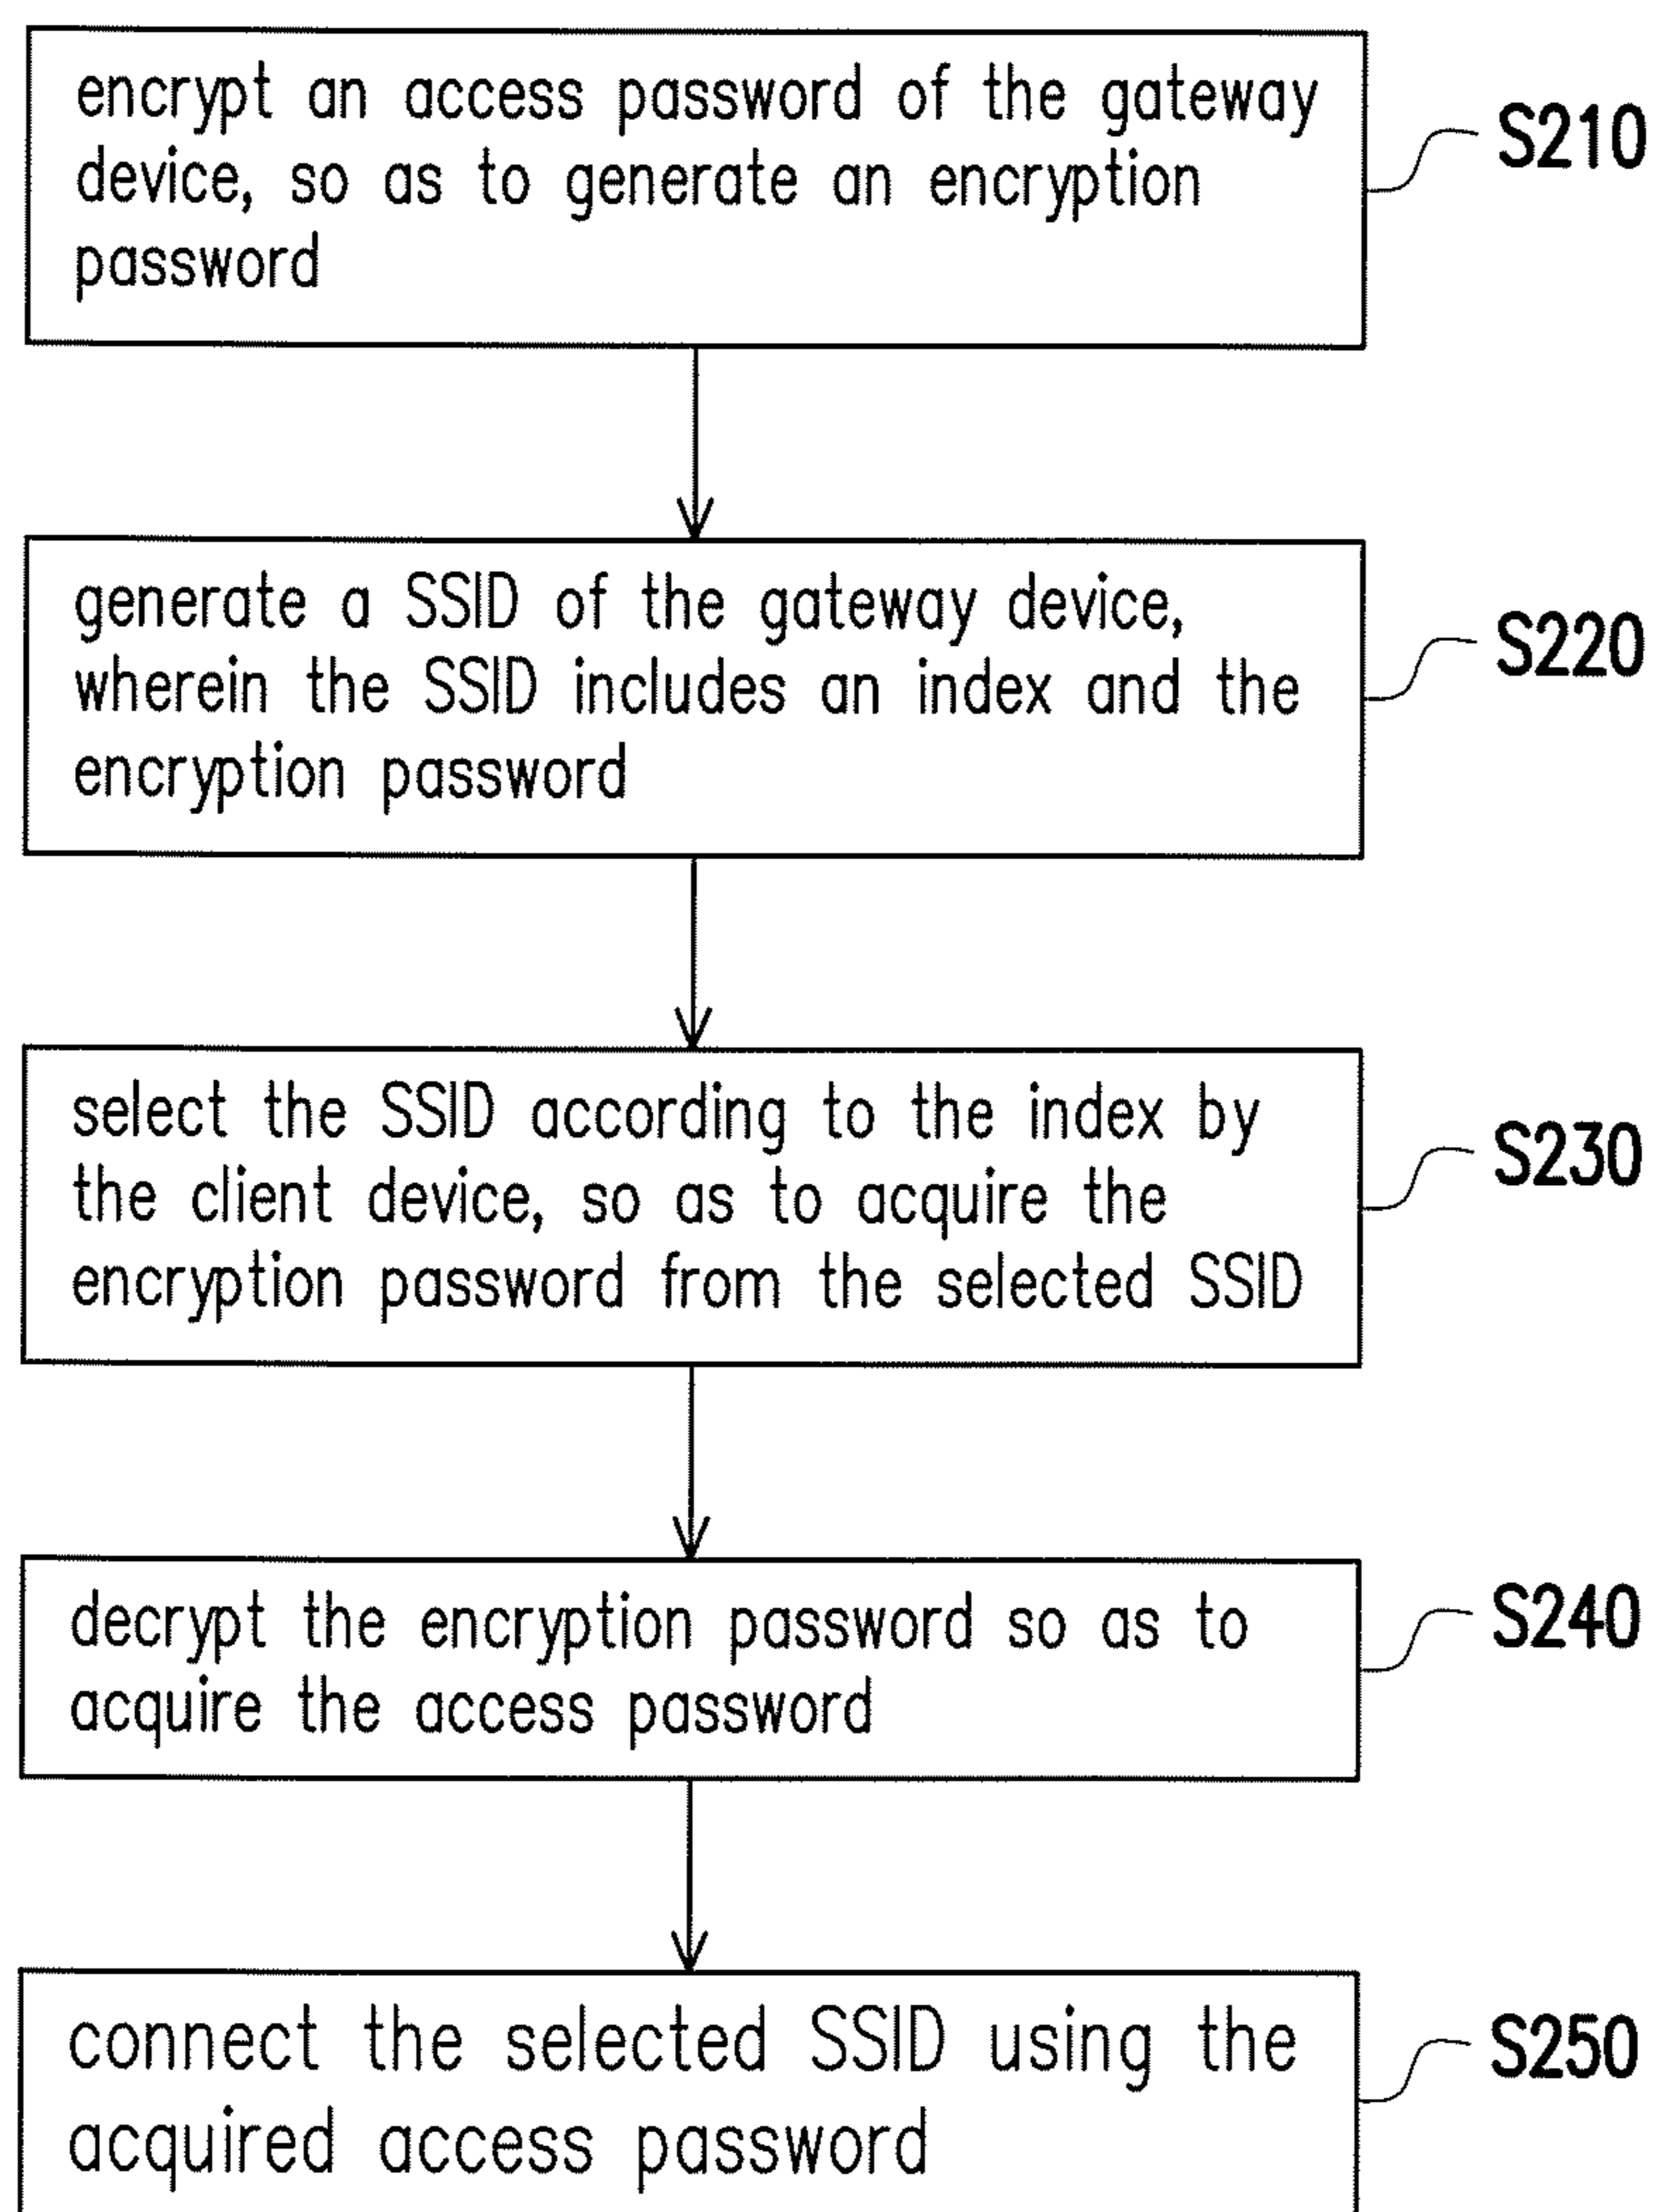 encrypt an access password of the gateway
device, so as to generate an encryption
password
S210
generate a SSID of the gateway device,
wherein the SSID includes an index and the
encryption password
S220
select the SSID according to the index by
the client device, so as to acquire the
encryption password from the selected SSID
S230
decrypt the encryption password so as to
acquire the access password
S240
connect the selected SSID using the
acquired access password
S250